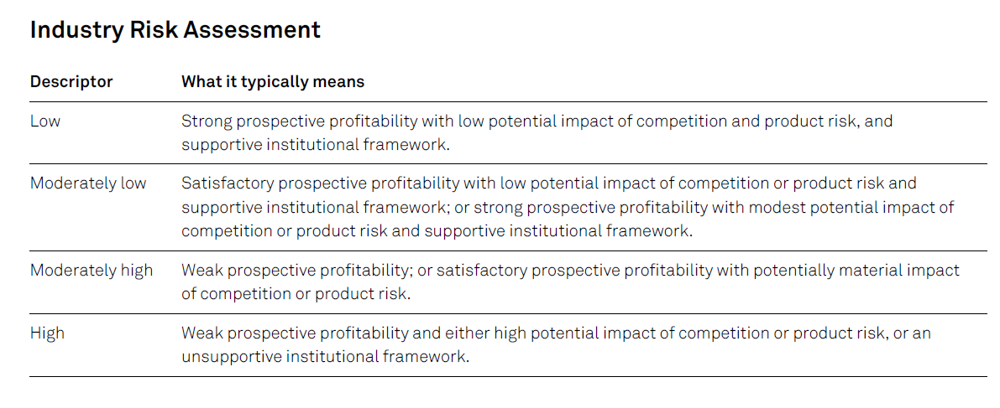 Industry Risk Assessment
Descriptor What it typically means
Low Strong prospective profitability with low potential impact of competition and product risk, and
supportive institutional framework.
Moderately low Satisfactory prospective profitability with low potential impact of competition or product risk and
supportive institutional framework; or strong prospective profitability with modest potential impact of
competition or product risk and supportive institutional framework.
Moderately high Weak prospective profitability; or satisfactory prospective profitability with potentially material impact
of competition or product risk.
High Weak prospective profitability and either high potential impact of competition or product risk, or an
unsupportive institutional framework.